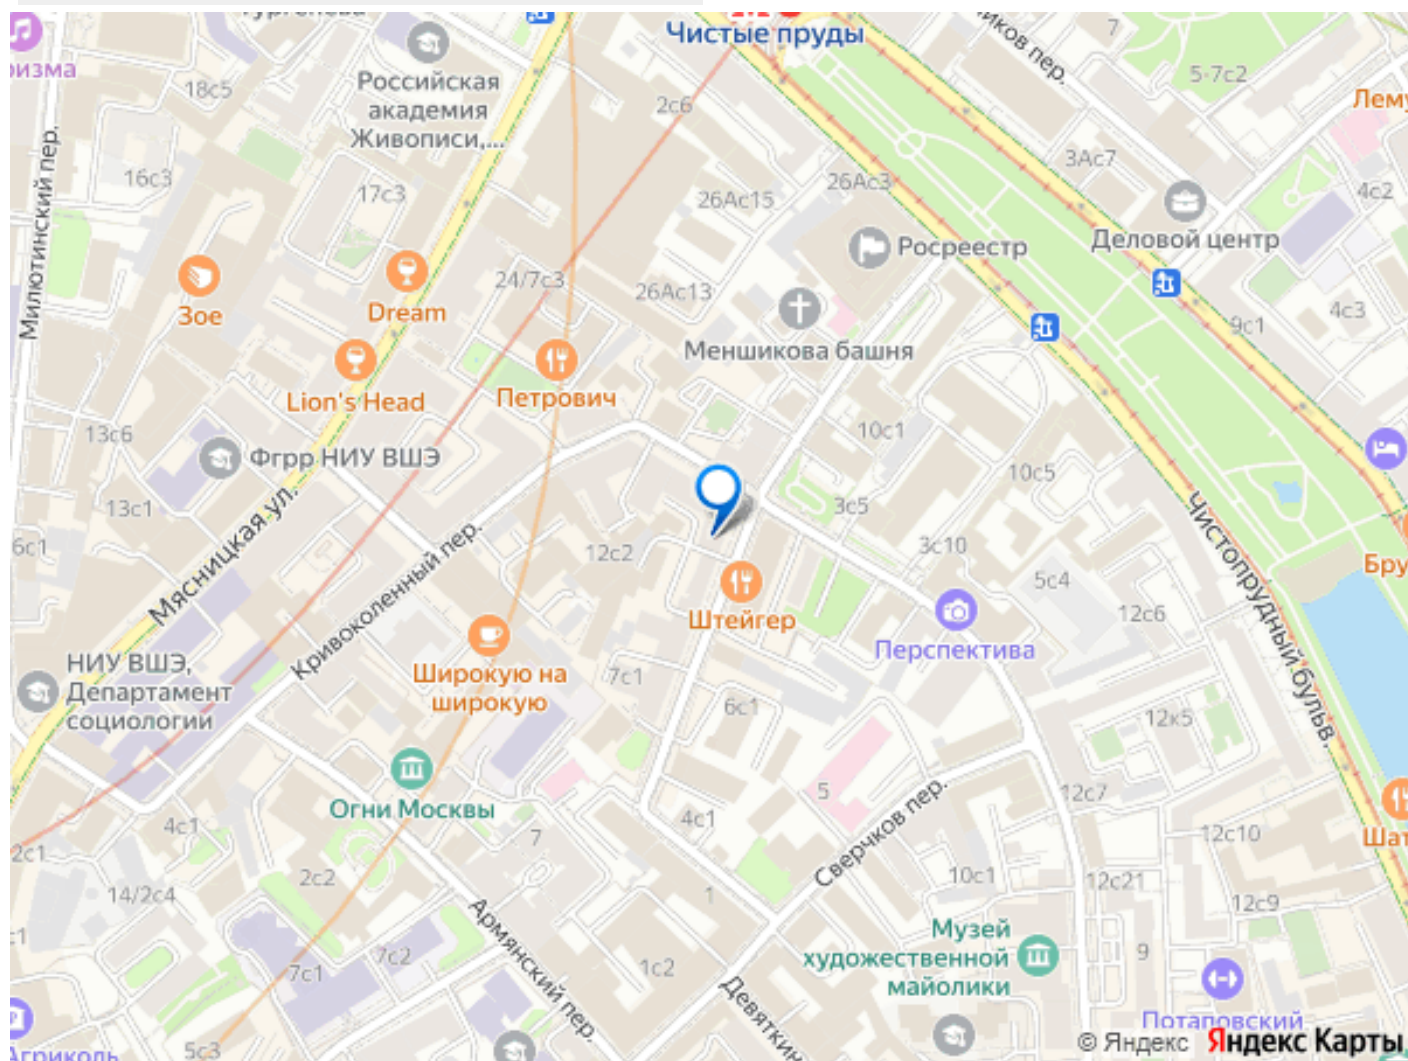 Чистые пруды
7
5-7с2
18с5
Российская
академия
Живописи,...
2с6
Милютинский пер.
16с3
17с3
26Ас15
26Ас3
3Ас7
4с2
Росреестр
Деловой центр
Зое
Dream
24/7с3
26Ас13
Меншикова башня
9с1
4с3
Lion's Head
Петрович
13с6
Фгрр НИУ ВШЭ
10с1
10с5
13с1
3с5
Мясницкая ул.
Кривоколенный пер.
12с2
3с10
Чистопрудный бульв.
5с4
12с6
Штейгер
Перспектива
НИУ ВШЭ,
Департамент
социологии
Широкую на
широкую
7с1
6с1
12к5
Огни Москвы
5
12с7
4с1
4с1
7
Сверчков пер.
12с10
2с1
2с2
14/2с4
1
10с1
12с21
12с9
Армянский пер.
Музей
художественной
майолики
9
7с1
7с2
1с2
Потаповский
5с3
© Яндекс Яндекс Карты